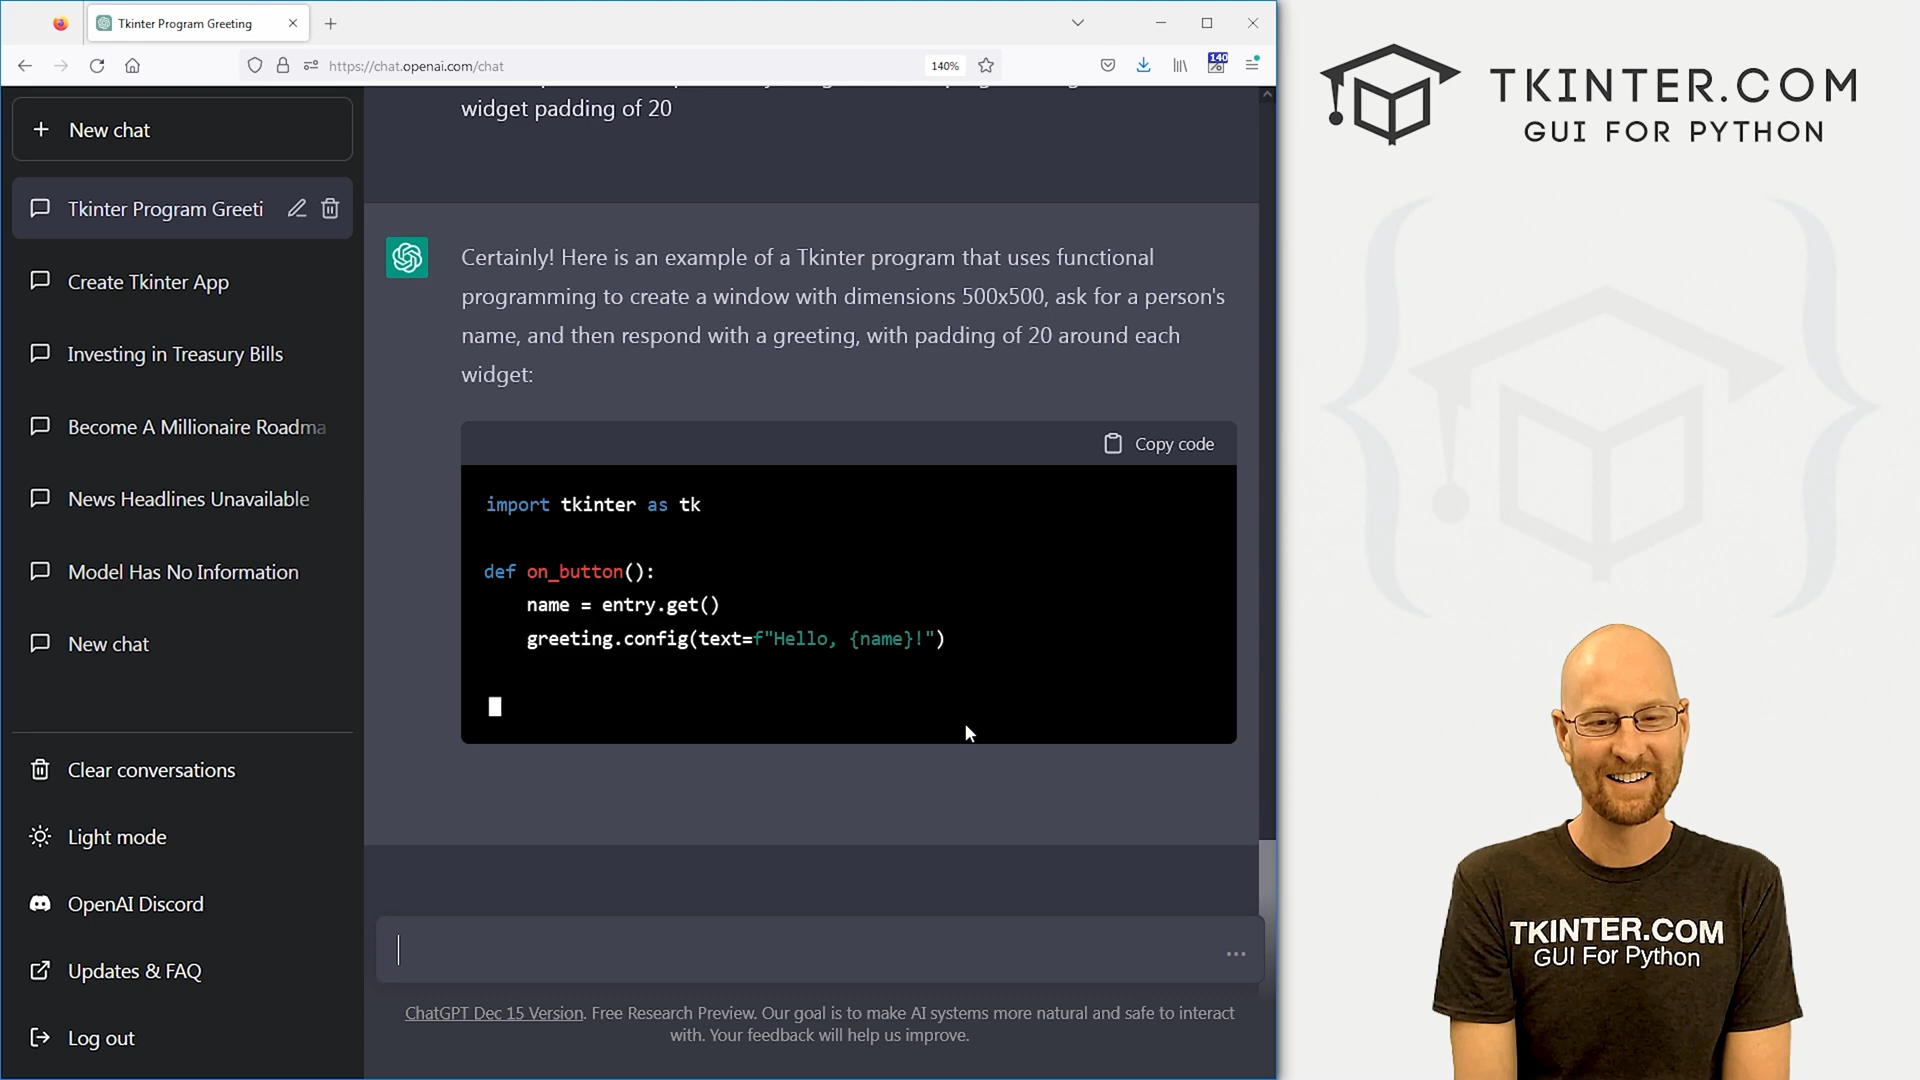 Tkinter Program Greeting
https://chat.openai.com/chat
140%
140
New chat
Tkinter Program Greeti
Create Tkinter App
Investing in Treasury Bills
Become A Millionaire Roadma
News Headlines Unavailable
Model Has No Information
New chat
Clear conversations
Light mode
OpenAI Discord
Updates & FAQ
Log out
widget padding of 20
Certainly! Here is an example of a Tkinter program that uses functional
programming to create a window with dimensions 500x500, ask for a person's
name, and then respond with a greeting, with padding of 20 around each
widget:
Copy code
import tkinter as tk
def on_button():
name = entry.get()
greeting.config(text=f"Hello, {name}!")
ChatGPT Dec 15 Version. Free Research Preview. Our goal is to make AI systems more natural and safe to interact
with. Your feedback will help us improve.
TKINTER.COM
GUI FOR PYTHON
TKINTER.COM
GUI For Python